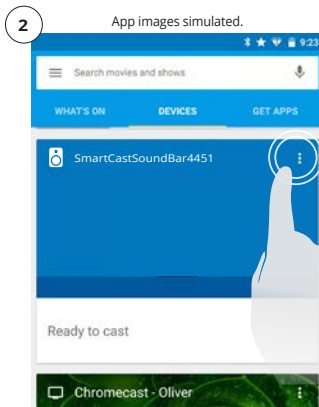 2
App images simulated.
9:23
Search movies and shows
WHAT'S ON DEVICES GET APPS
SmartCastSoundBar4451
Ready to cast
Chromecast - Oliver